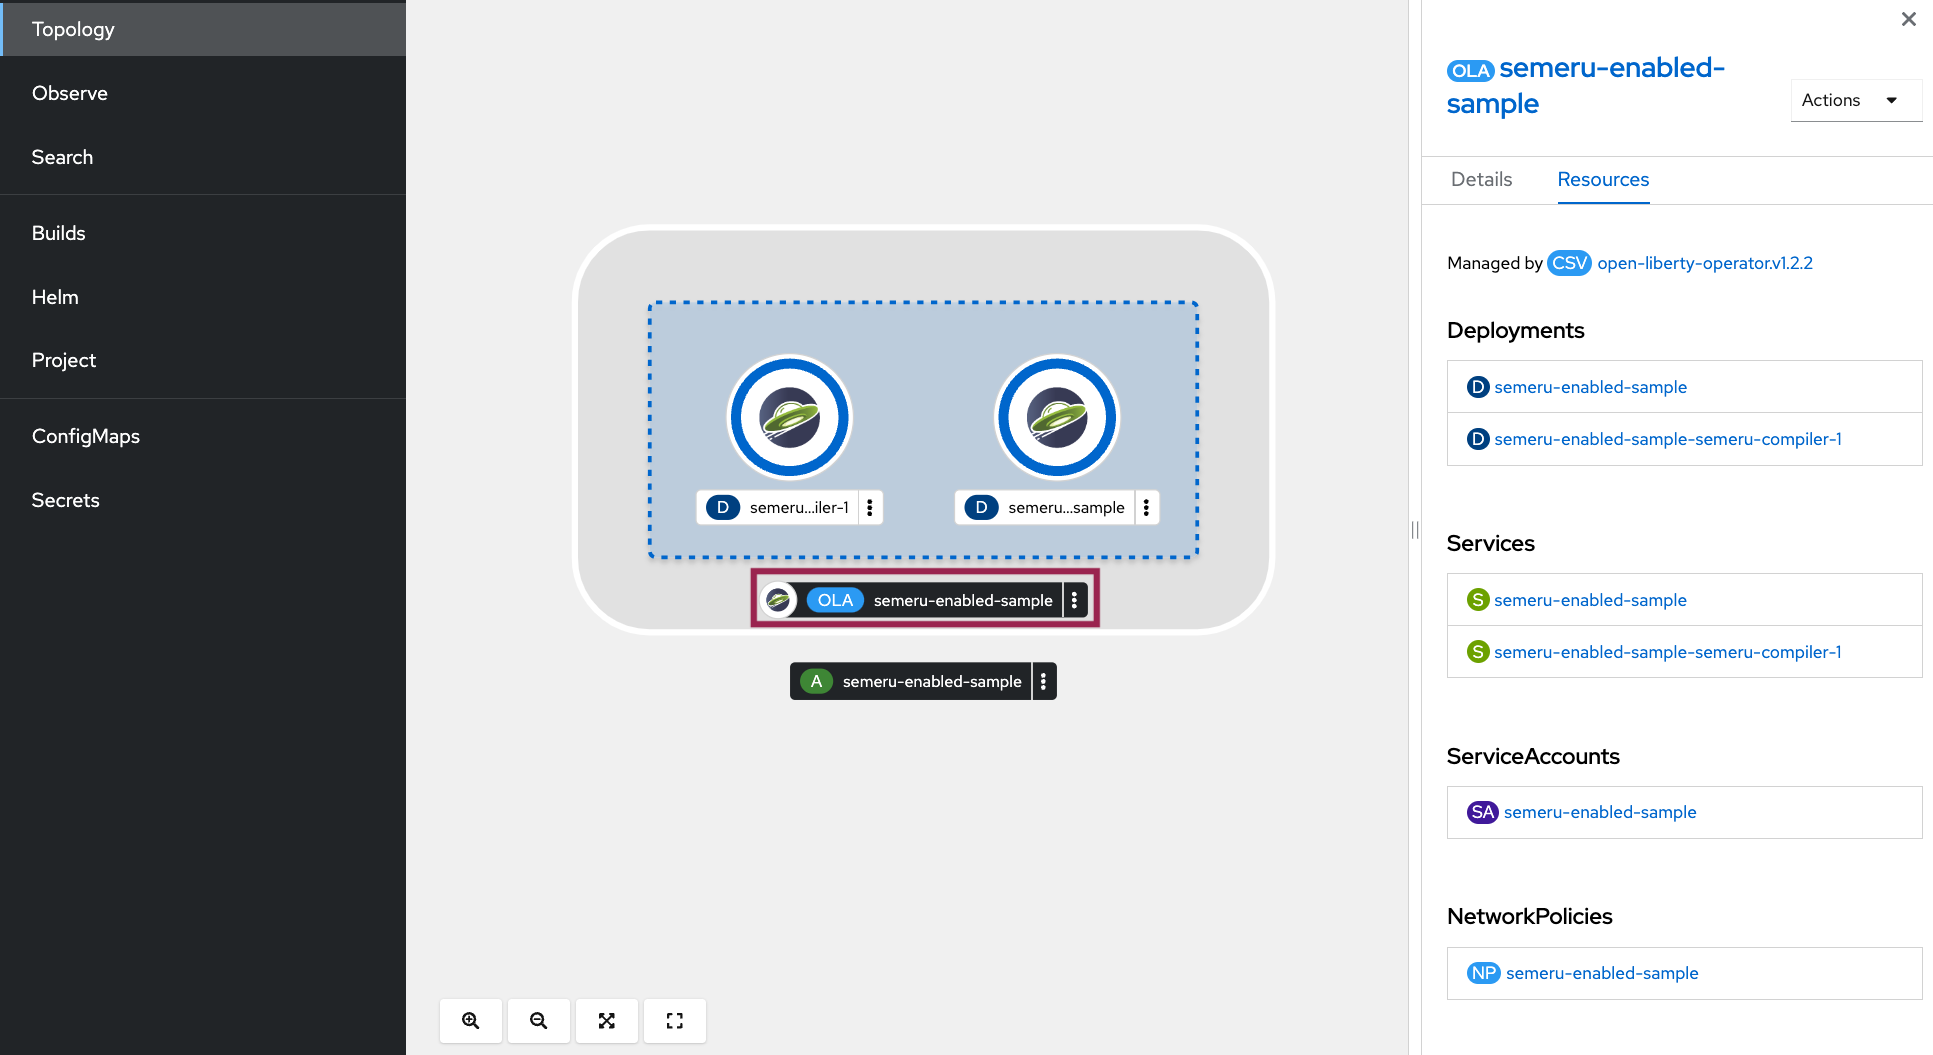 Topology
Observe
Search
Builds
Helm
Project
ConfigMaps
Secrets
D semeru...iler-1
D semeru...sample
OLA semeru-enabled-sample
A semeru-enabled-sample
OLA semeru-enabled-
sample
Actions
Details Resources
Managed by CSV open-liberty-operator.v1.2.2
Deployments
D semeru-enabled-sample
D semeru-enabled-sample-semeru-compiler-1
Services
S semeru-enabled-sample
S semeru-enabled-sample-semeru-compiler-1
ServiceAccounts
SA semeru-enabled-sample
NetworkPolicies
NP semeru-enabled-sample